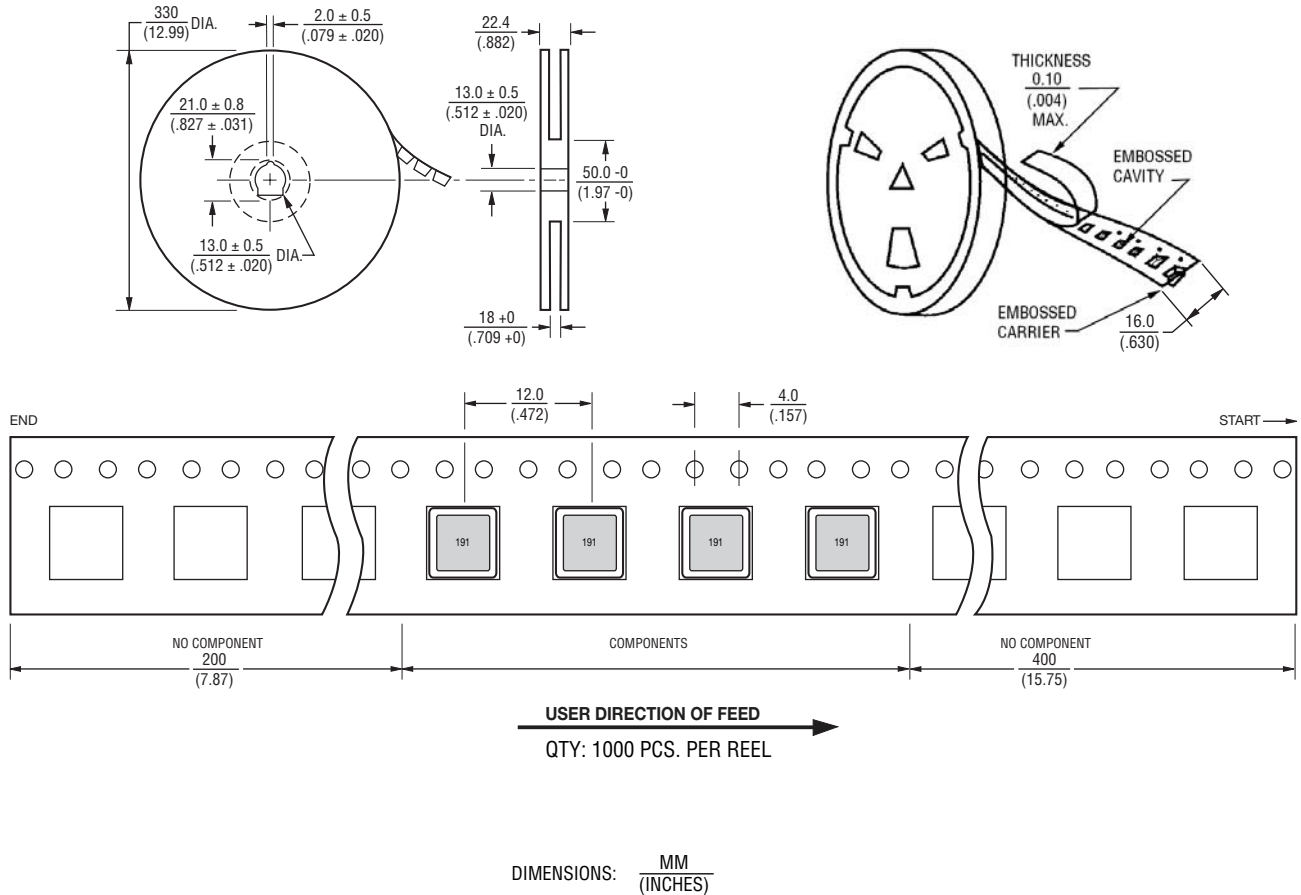 330
(12.99) DIA.
2.0 ± 0.5
(.079 ± .020)
21.0 ± 0.8
(.827 ± .031)
13.0 ± 0.5
(.512 ± .020) DIA.
22.4
(.882)
13.0 ± 0.5
(.512 ± .020)
DIA.
50.0 -0
(1.97 -0)
18 +0
(.709 +0)
THICKNESS
0.10
(.004)
MAX.
EMBOSSED
CAVITY
EMBOSSED
CARRIER
16.0
(.630)
12.0
(.472)
4.0
(.157)
END
START
191
191
191
191
NO COMPONENT
200
(7.87)
COMPONENTS
NO COMPONENT
400
(15.75)
USER DIRECTION OF FEED
QTY: 1000 PCS. PER REEL
DIMENSIONS: MM
(INCHES)